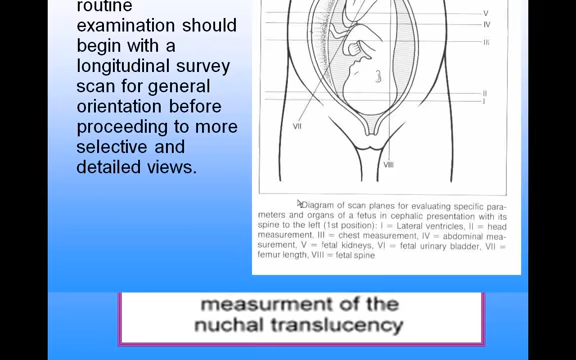 routine
examination should
begin with a
longitudinal survey
scan for general
orientation before
proceeding to more
selective and
detailed views.
V
IV
III
II
I
VII
VIII
Diagram of scan planes for evaluating specific para-
meters and organs of a fetus in cephalic presentation with its
spine to the left (1st position): I = Lateral ventricles, II = head
measurement, III = chest measurement, IV = abdominal mea-
surement, V = fetal kidneys, VI = fetal urinary bladder, VII =
femur length, VIII = fetal spine
measurment of the
nuchal translucency